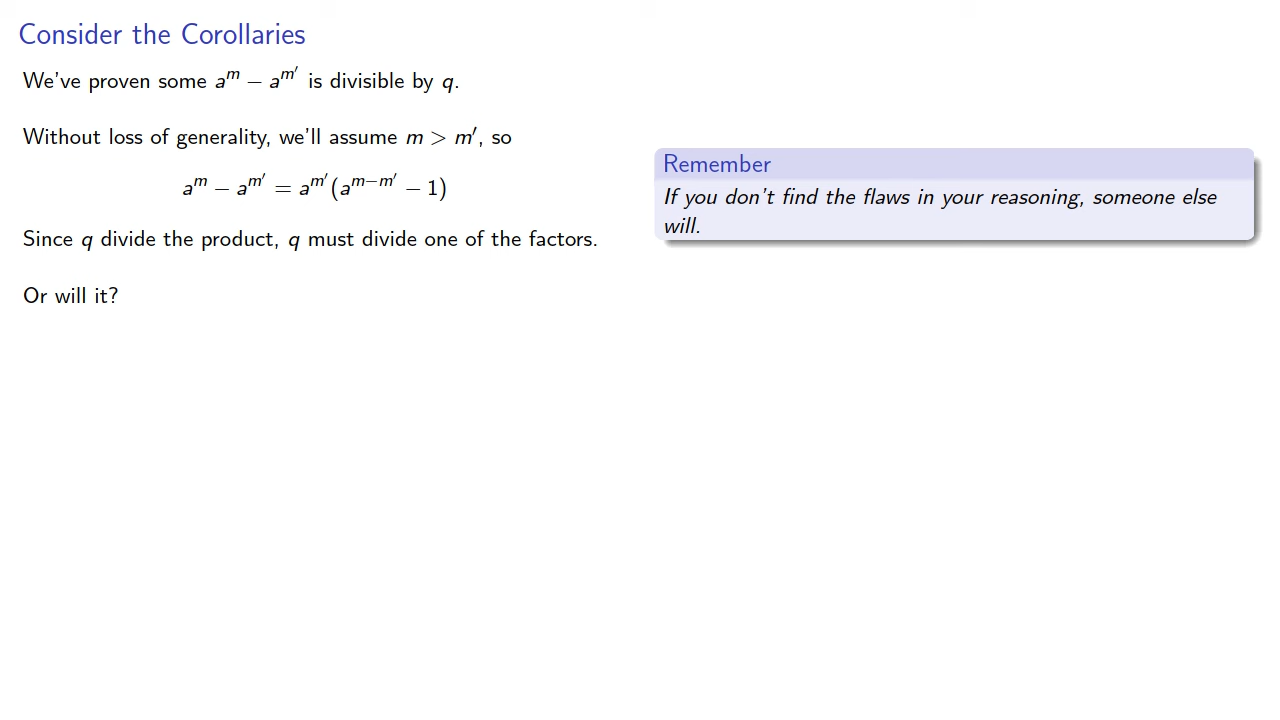 Consider the Corollaries
We've proven some a^m − a^m′ is divisible by q.
Without loss of generality, we'll assume m > m′, so
a^m − a^m′ = a^m′(a^m−m′ − 1)
Since q divide the product, q must divide one of the factors.
Or will it?
Remember
If you don't find the flaws in your reasoning, someone else
will.